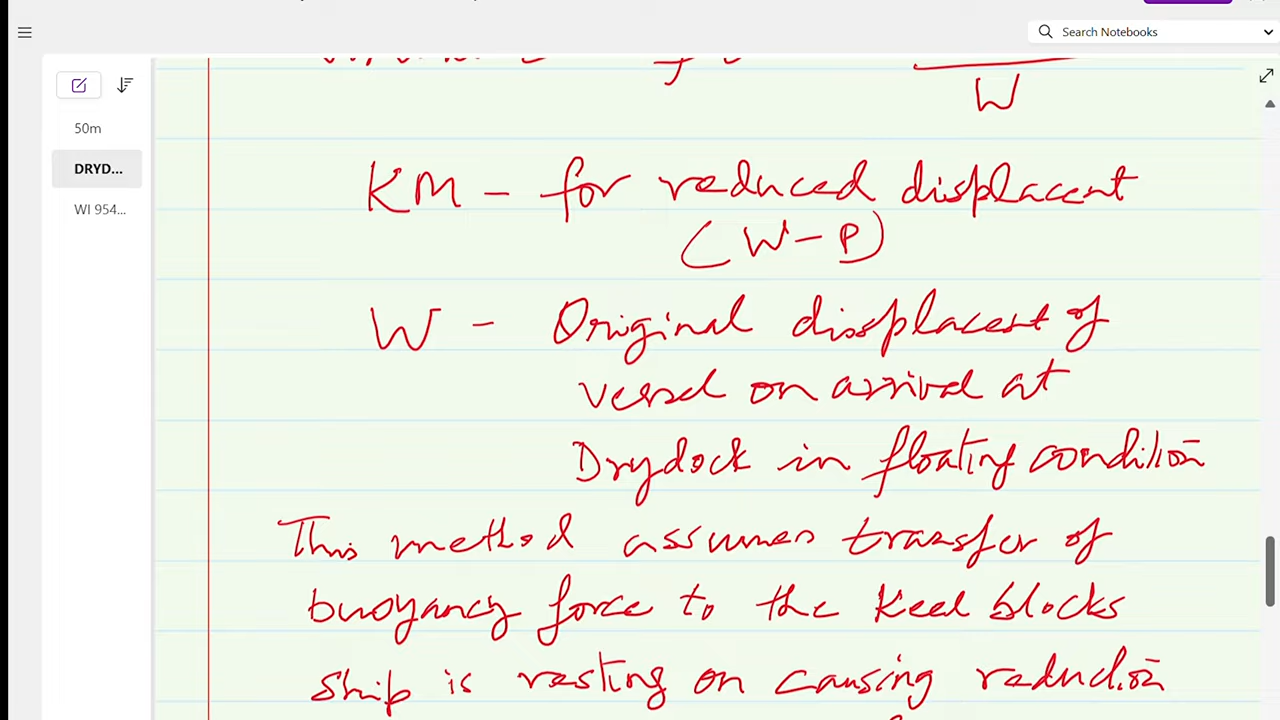 Search Notebooks
50m
DRYD...
WI 954...
W
KM - for reduced displacent
(W-P)
W - Original displacent of
vessel on arrival at
Drydock in floating condition
This method assumes transfer of
buoyancy force to the Keel blocks
ship is resting on causing reduction